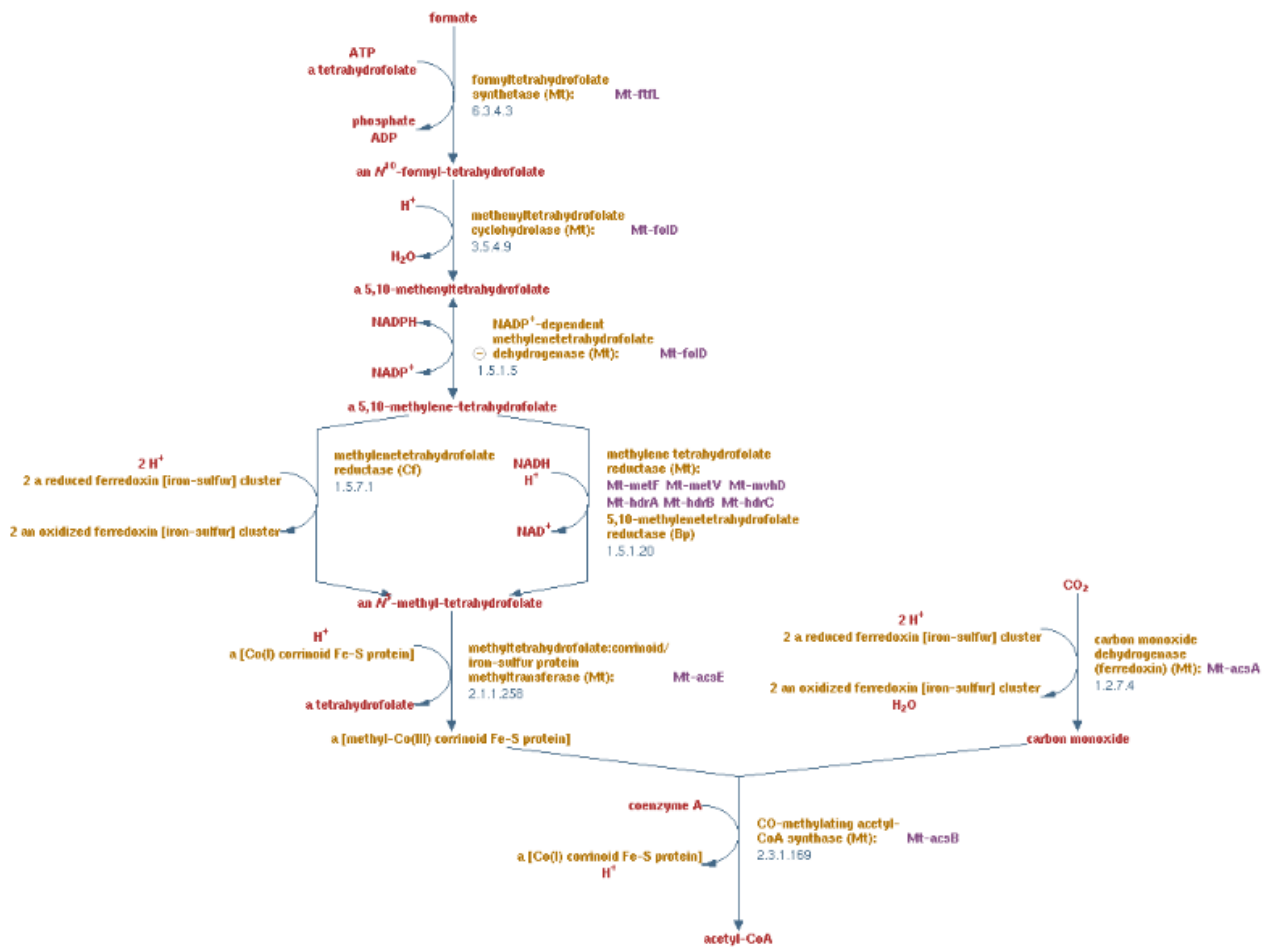 formate
ATP
a tetrahydrofolate
formyltetrahydrofolate
synthetase (Mt): Mt-ftfL
6.3.4.3
phosphate
ADP
an N10-formyl-tetrahydrofolate
H+
methenyltetrahydrofolate
cyclohydrolase (Mt): Mt-folD
3.5.4.9
H2O
a 5,10-methenyltetrahydrofolate
NADPH
NADP+-dependent
methylenetetrahydrofolate
dehydrogenase (Mt): Mt-folD
1.5.1.5
NADP+
a 5,10-methylene-tetrahydrofolate
2 H+
2 a reduced ferredoxin [iron-sulfur] cluster
methylenetetrahydrofolate
reductase (Cf)
1.5.7.1
2 an oxidized ferredoxin [iron-sulfur] cluster
NADH
H+
NAD+
methylene tetrahydrofolate
reductase (Mt):
Mt-metF Mt-metV Mt-mvhD
Mt-hdrA Mt-hdrB Mt-hdrC
5,10-methylenetetrahydrofolate
reductase (Bp)
1.5.1.20
an N5-methyl-tetrahydrofolate
H+
a [Co(I) corrinoid Fe-S protein]
methyltetrahydrofolate:corrinoid/
iron-sulfur protein
methyltransferase (Mt): Mt-acsE
2.1.1.258
a tetrahydrofolate
a [methyl-Co(III) corrinoid Fe-S protein]
CO2
2 H+
2 a reduced ferredoxin [iron-sulfur] cluster
carbon monoxide
dehydrogenase
(ferredoxin) (Mt): Mt-acsA
1.2.7.4
2 an oxidized ferredoxin [iron-sulfur] cluster
H2O
carbon monoxide
coenzyme A
CO-methylating acetyl-
CoA synthase (Mt): Mt-acsB
2.3.1.169
a [Co(I) corrinoid Fe-S protein]
H+
acetyl-CoA